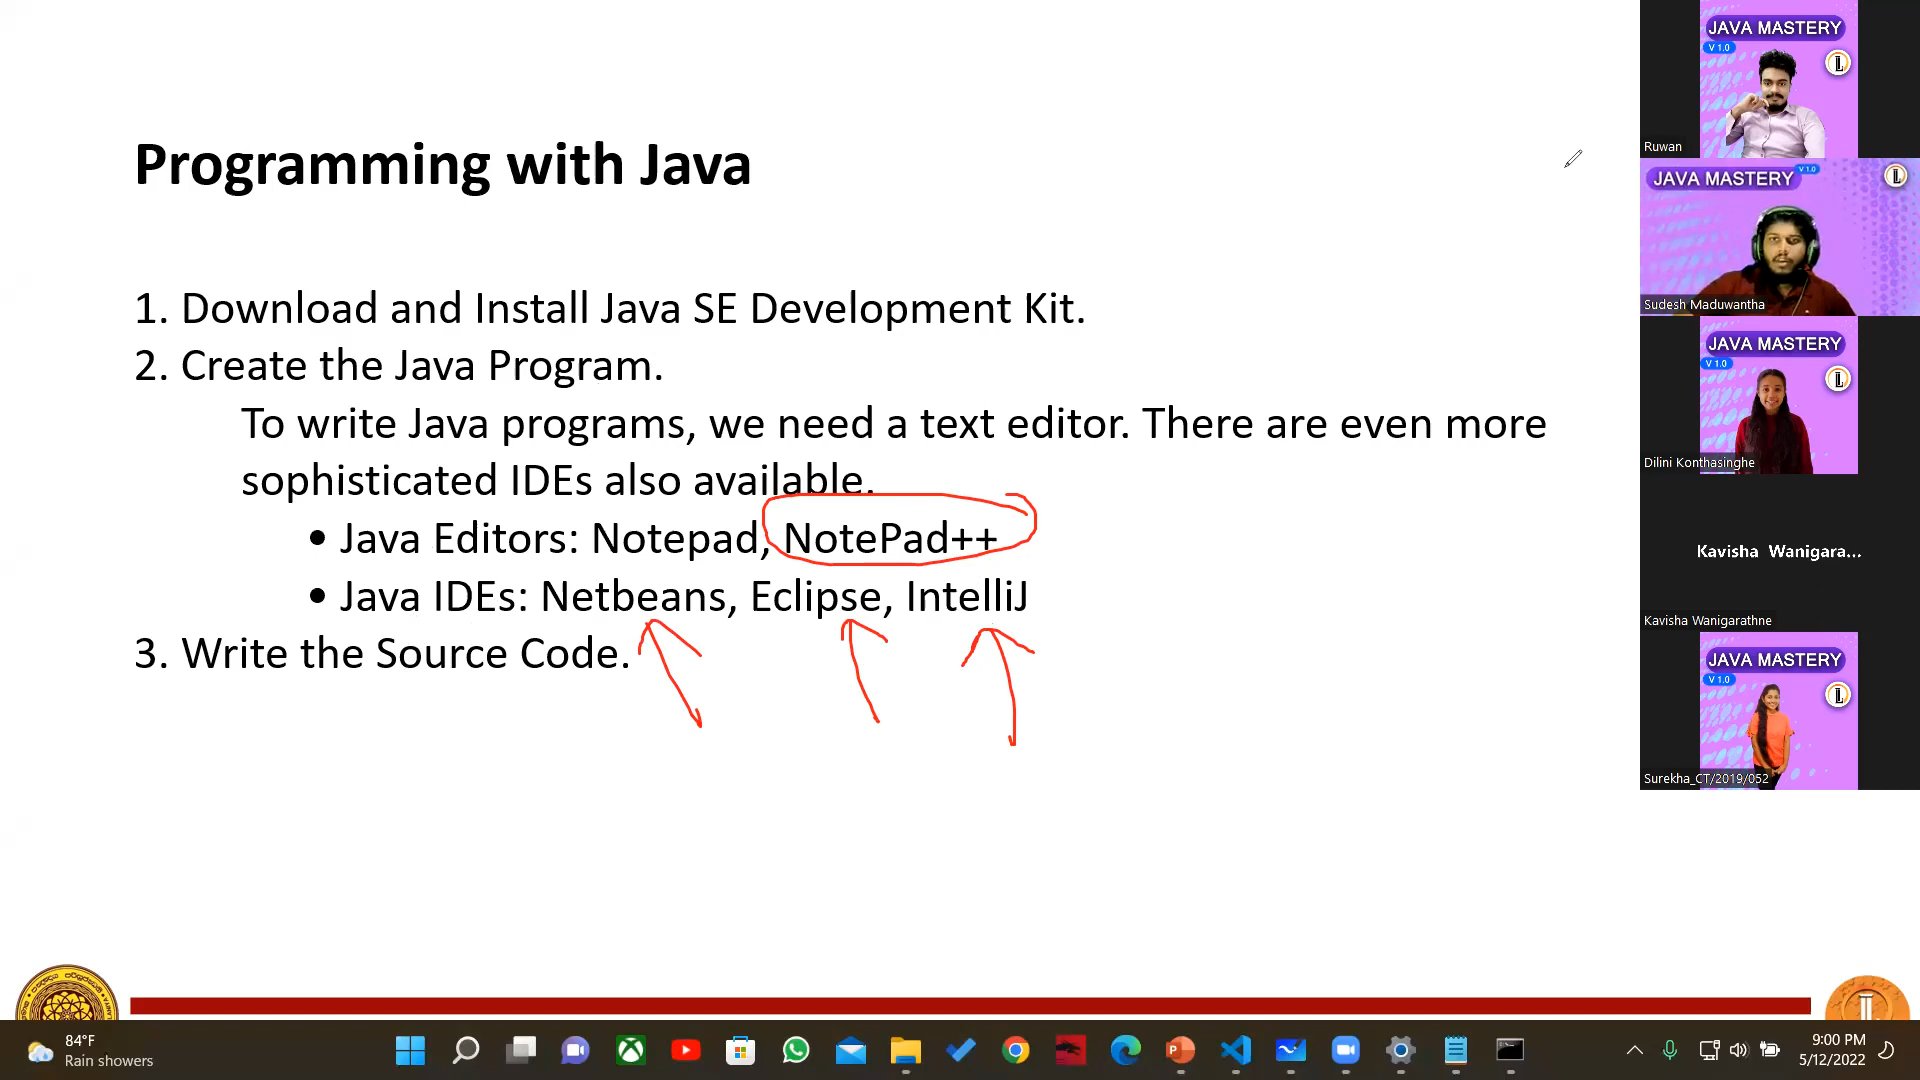 Programming with Java
1. Download and Install Java SE Development Kit.
2. Create the Java Program.
To write Java programs, we need a text editor. There are even more
sophisticated IDEs also available.
• Java Editors: Notepad, NotePad++
• Java IDEs: Netbeans, Eclipse, IntelliJ
3. Write the Source Code.
JAVA MASTERY
V 1.0
Ruwan
JAVA MASTERY
V 1.0
Sudesh Maduwantha
JAVA MASTERY
V 1.0
Dilini Konthasinghe
Kavisha Wanigara...
Kavisha Wanigarathne
JAVA MASTERY
V 1.0
Surekha_CT/2019/052
84°F
Rain showers
9:00 PM
5/12/2022